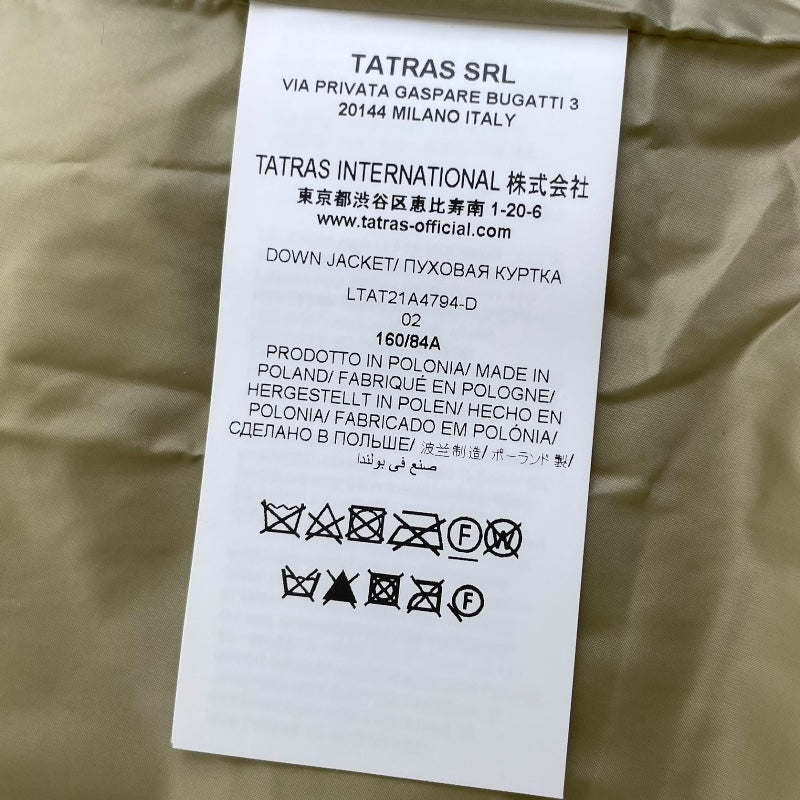 TATRAS SRL
VIA PRIVATA GASPARE BUGATTI 3
20144 MILANO ITALY
TATRAS INTERNATIONAL 株式会社
東京都渋谷区恵比寿南 1-20-6
www.tatras-official.com
DOWN JACKET/ ПУХОВАЯ КУРТКА
LTAT21A4794-D
02
160/84A
PRODOTTO IN POLONIA/ MADE IN
POLAND/ FABRIQUÉ EN POLOGNE/
HERGESTELLT IN POLEN/ HECHO EN
POLONIA/ FABRICADO EM POLÓNIA/
СДЕЛАНО В ПОЛЬШЕ/ 波兰制造/ ポーランド製/
صنع في بولندا
F W
F